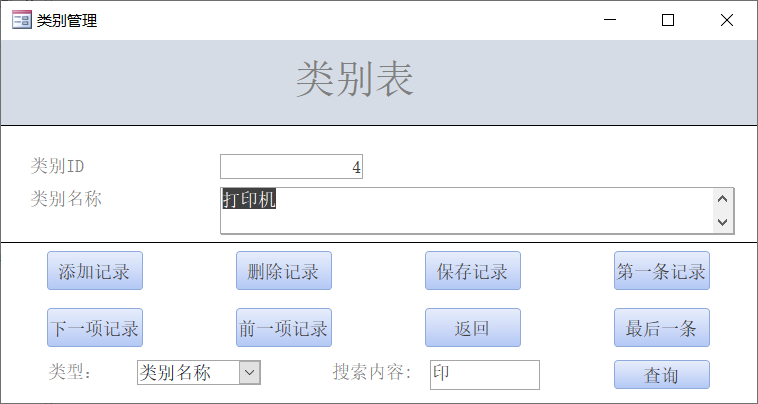 类别管理
类别表
类别ID 4
类别名称 打印机
添加记录 删除记录 保存记录 第一条记录
下一项记录 前一项记录 返回 最后一条
类型: 类别名称 搜索内容: 印 查询